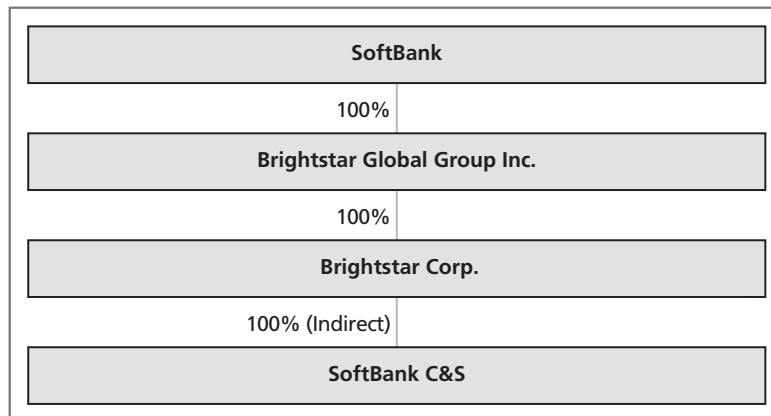 SoftBank
100%
Brightstar Global Group Inc.
100%
Brightstar Corp.
100% (Indirect)
SoftBank C&S